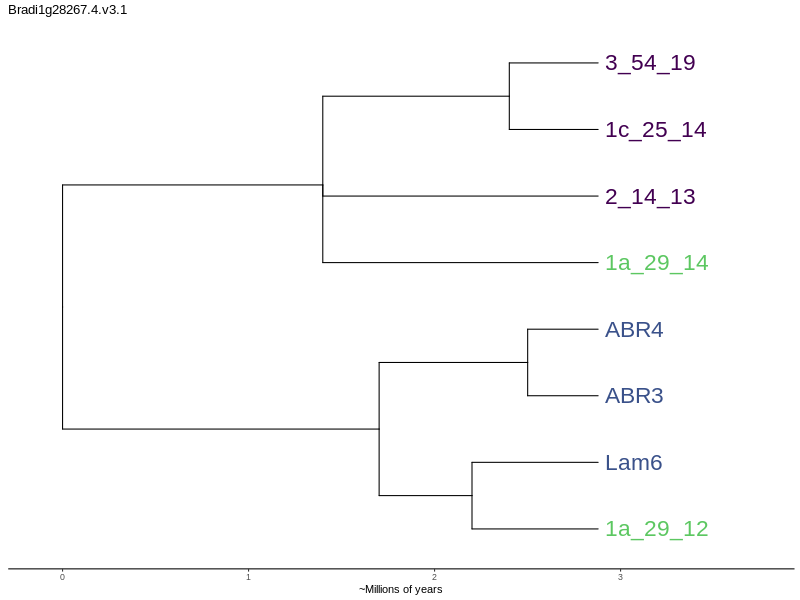 Bradi1g28267.4.v3.1
3_54_19
1c_25_14
2_14_13
1a_29_14
ABR4
ABR3
Lam6
1a_29_12
0 1 2 3
~Millions of years